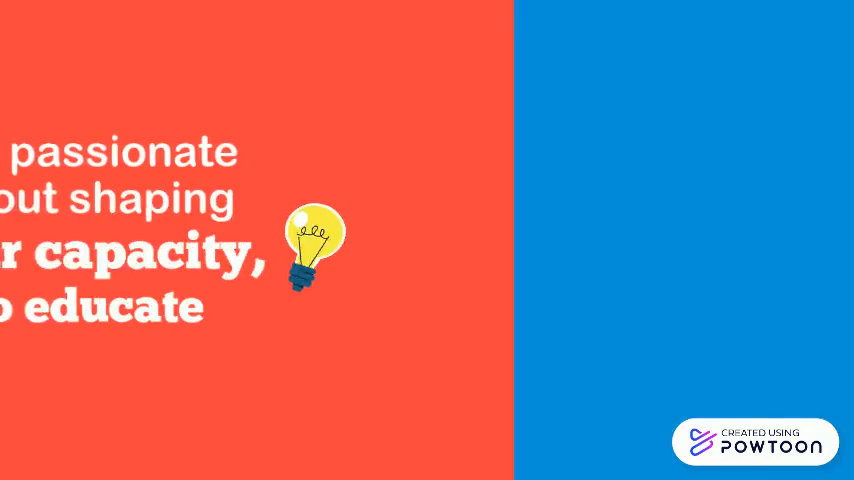 passionate
out shaping
r capacity,
o educate
CREATED USING
POWTOON